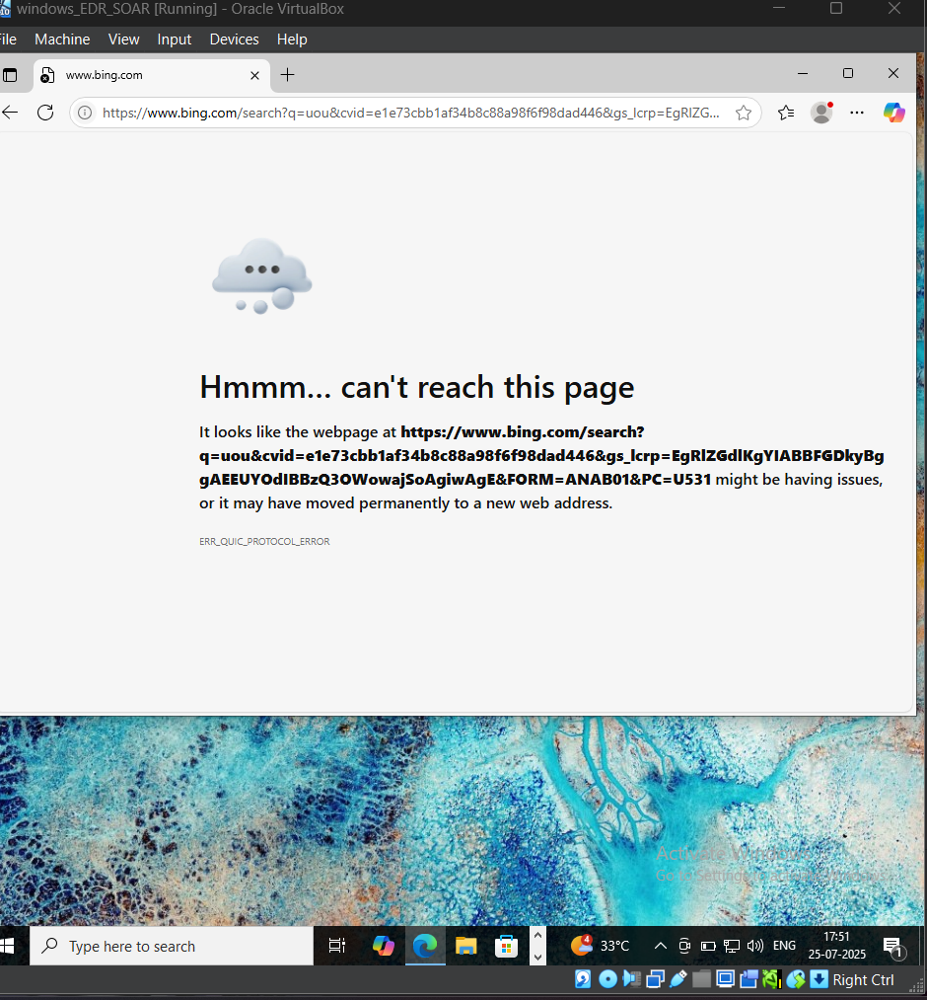 windows_EDR_SOAR [Running] - Oracle VirtualBox
File Machine View Input Devices Help
www.bing.com
https://www.bing.com/search?q=uou&cvid=e1e73cbb1af34b8c88a98f6f98dad446&gs_lcrp=EgRlZG...
Hmmm... can't reach this page
It looks like the webpage at https://www.bing.com/search?
q=uou&cvid=e1e73cbb1af34b8c88a98f6f98dad446&gs_lcrp=EgRlZGdlKgYIABBFGDkyBg
gAEEUYOdIBBzQ3OWowajSoAgiwAgE&FORM=ANAB01&PC=U531 might be having issues,
or it may have moved permanently to a new web address.
ERR_QUIC_PROTOCOL_ERROR
Activate Windows
Go to Settings to activate Windows.
Type here to search
4
33°C
ENG
17:51
25-07-2025
1
Right Ctrl